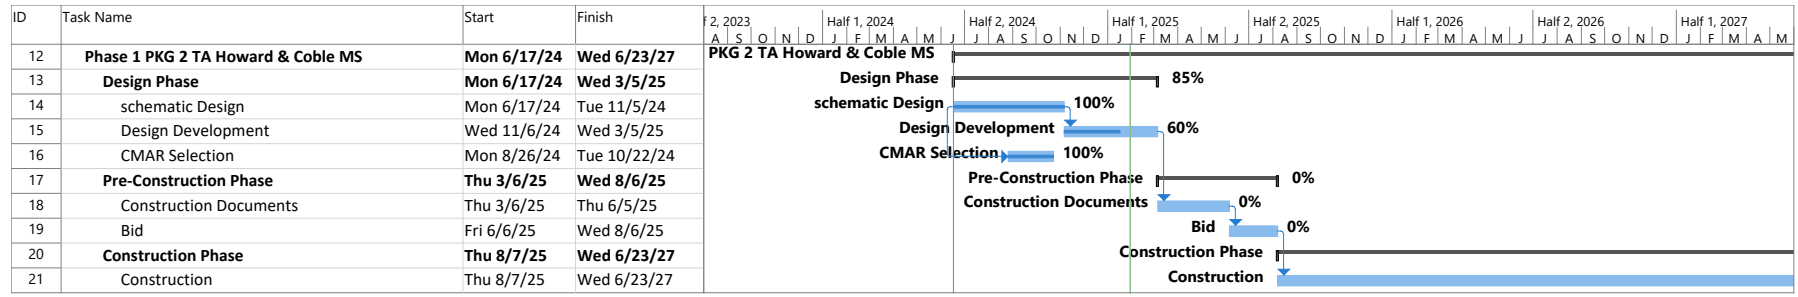 ID Task Name Start Finish f 2, 2023 Half 1, 2024 Half 2, 2024 Half 1, 2025 Half 2, 2025 Half 1, 2026 Half 2, 2026 Half 1, 2027
A S O N D J F M A M J J A S O N D J F M A M J J A S O N D J F M A M J J A S O N D J F M A M
12 Phase 1 PKG 2 TA Howard & Coble MS Mon 6/17/24 Wed 6/23/27 PKG 2 TA Howard & Coble MS
13 Design Phase Mon 6/17/24 Wed 3/5/25 Design Phase 85%
14 schematic Design Mon 6/17/24 Tue 11/5/24 schematic Design 100%
15 Design Development Wed 11/6/24 Wed 3/5/25 Design Development 60%
16 CMAR Selection Mon 8/26/24 Tue 10/22/24 CMAR Selection 100%
17 Pre-Construction Phase Thu 3/6/25 Wed 8/6/25 Pre-Construction Phase 0%
18 Construction Documents Thu 3/6/25 Thu 6/5/25 Construction Documents 0%
19 Bid Fri 6/6/25 Wed 8/6/25 Bid 0%
20 Construction Phase Thu 8/7/25 Wed 6/23/27 Construction Phase
21 Construction Thu 8/7/25 Wed 6/23/27 Construction